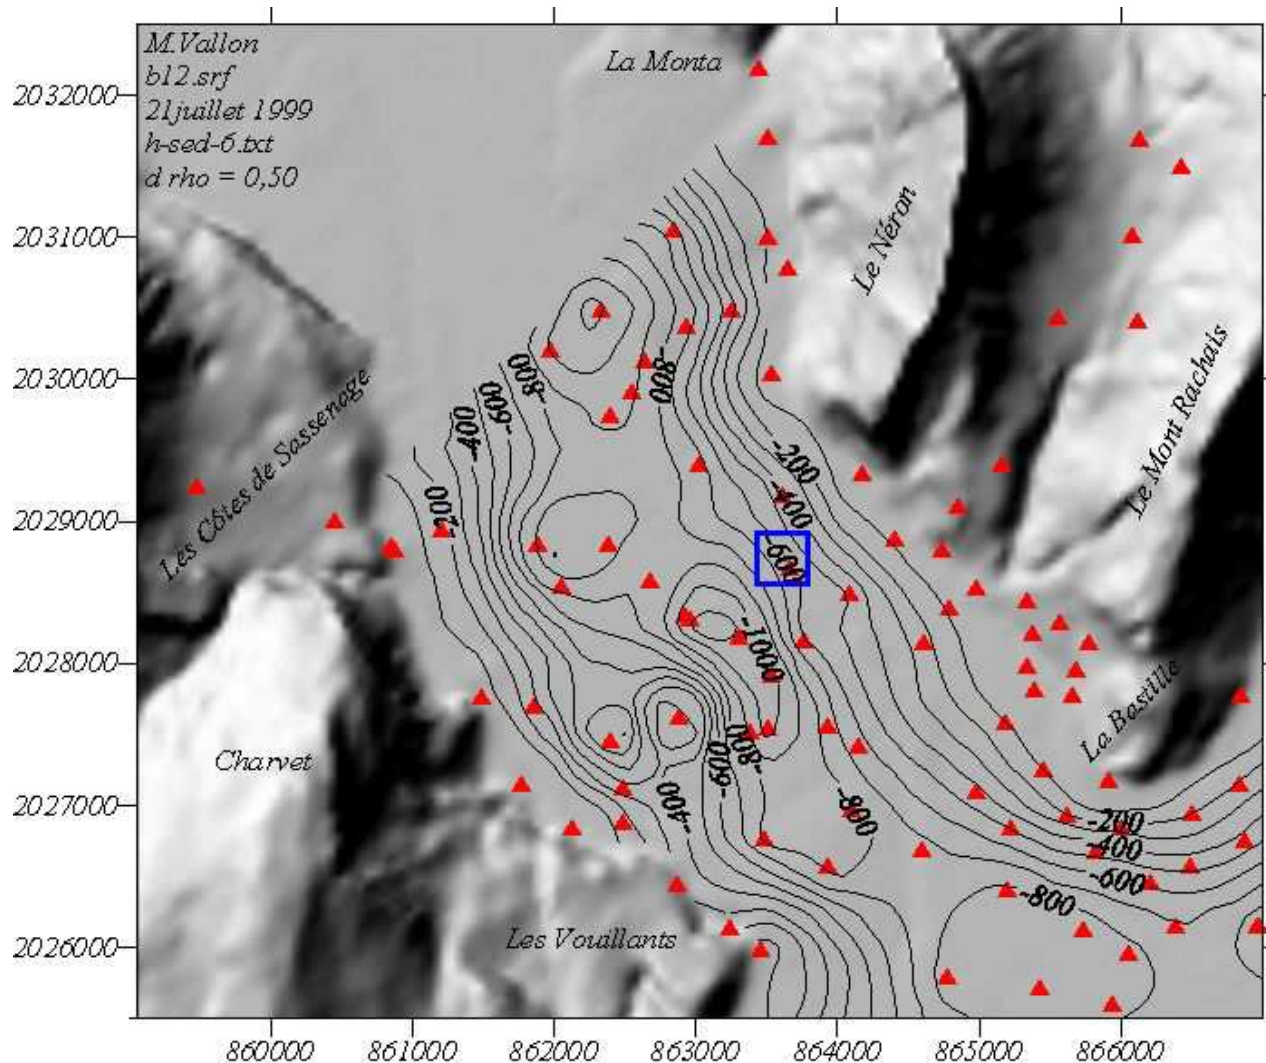 M.Vallon
b12.srf
21juillet 1999
h-sed-6.txt
d rho = 0,50
La Monta
2032000
2031000
2030000
2029000
2028000
2027000
2026000
Le Néron
Le Mont Rachais
Les Côtes de Sassenage
La Bastille
Charvet
Les Vouillants
-800
-600
-400
-200
-800
-200
-400
-600
-1000
-800
-600
-400
-800
-200
-400
-600
-800
860000 861000 862000 863000 864000 865000 866000